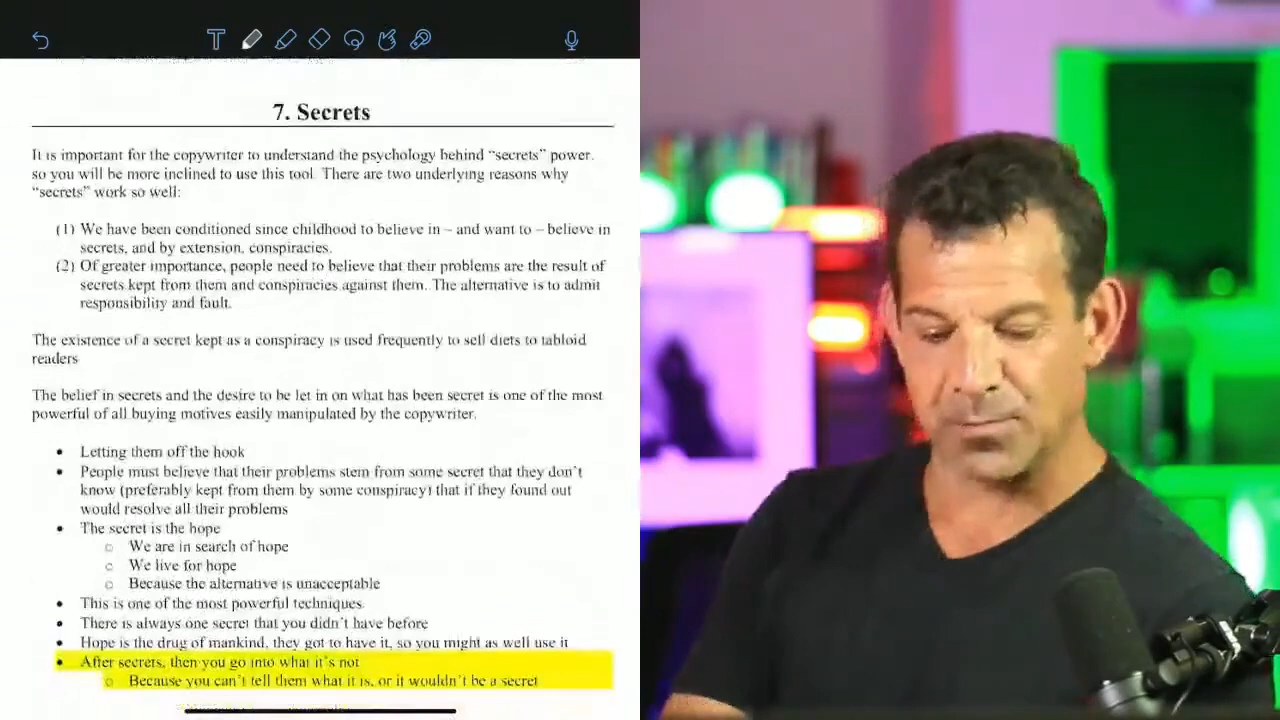 7. Secrets
It is important for the copywriter to understand the psychology behind “secrets” power.
so you will be more inclined to use this tool. There are two underlying reasons why
“secrets” work so well:
(1) We have been conditioned since childhood to believe in – and want to – believe in
secrets, and by extension, conspiracies.
(2) Of greater importance, people need to believe that their problems are the result of
secrets kept from them and conspiracies against them. The alternative is to admit
responsibility and fault.
The existence of a secret kept as a conspiracy is used frequently to sell diets to tabloid
readers
The belief in secrets and the desire to be let in on what has been secret is one of the most
powerful of all buying motives easily manipulated by the copywriter.
• Letting them off the hook
• People must believe that their problems stem from some secret that they don’t
know (preferably kept from them by some conspiracy) that if they found out
would resolve all their problems
• The secret is the hope
o We are in search of hope
o We live for hope
o Because the alternative is unacceptable
• This is one of the most powerful techniques.
• There is always one secret that you didn’t have before
• Hope is the drug of mankind, they got to have it, so you might as well use it
• After secrets, then you go into what it’s not
o Because you can’t tell them what it is, or it wouldn’t be a secret